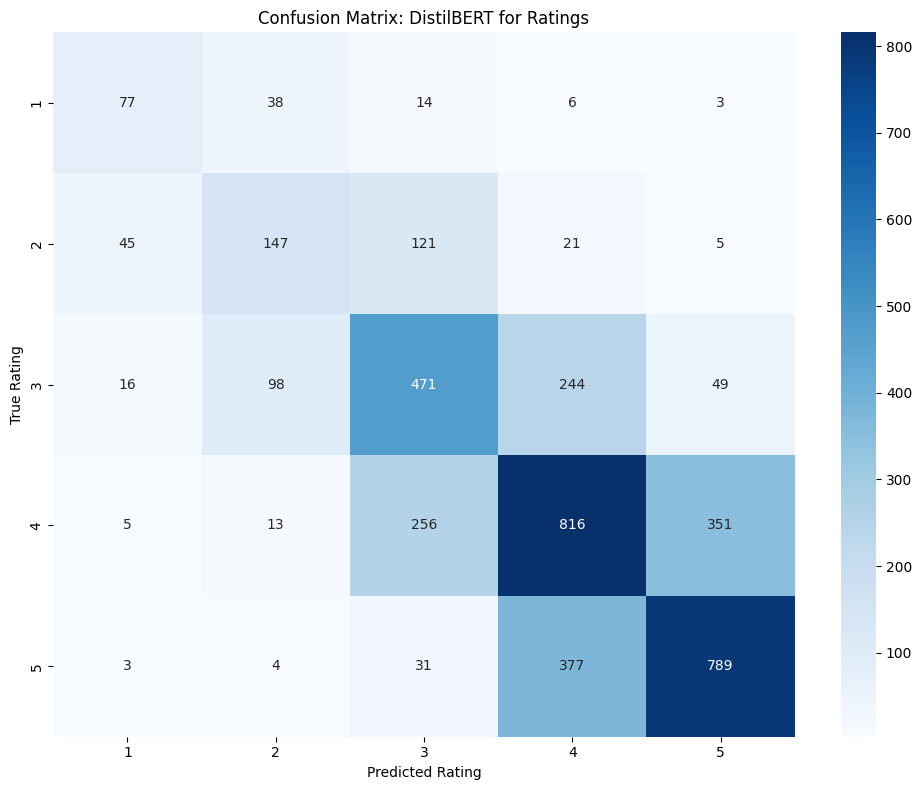 Confusion Matrix: DistilBERT for Ratings
1 77 38 14 6 3
2 45 147 121 21 5
3 16 98 471 244 49
4 5 13 256 816 351
5 3 4 31 377 789
1 2 3 4 5
Predicted Rating
True Rating
800
700
600
500
400
300
200
100